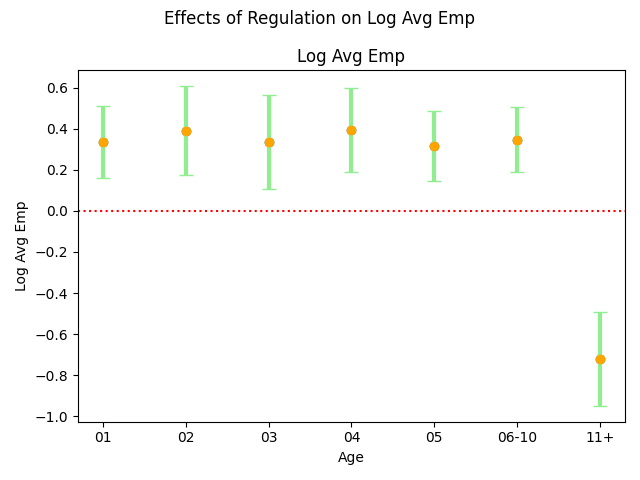 Effects of Regulation on Log Avg Emp
Log Avg Emp
0.6
0.4
0.2
0.0
−0.2
−0.4
−0.6
−0.8
−1.0
Log Avg Emp
01 02 03 04 05 06-10 11+
Age